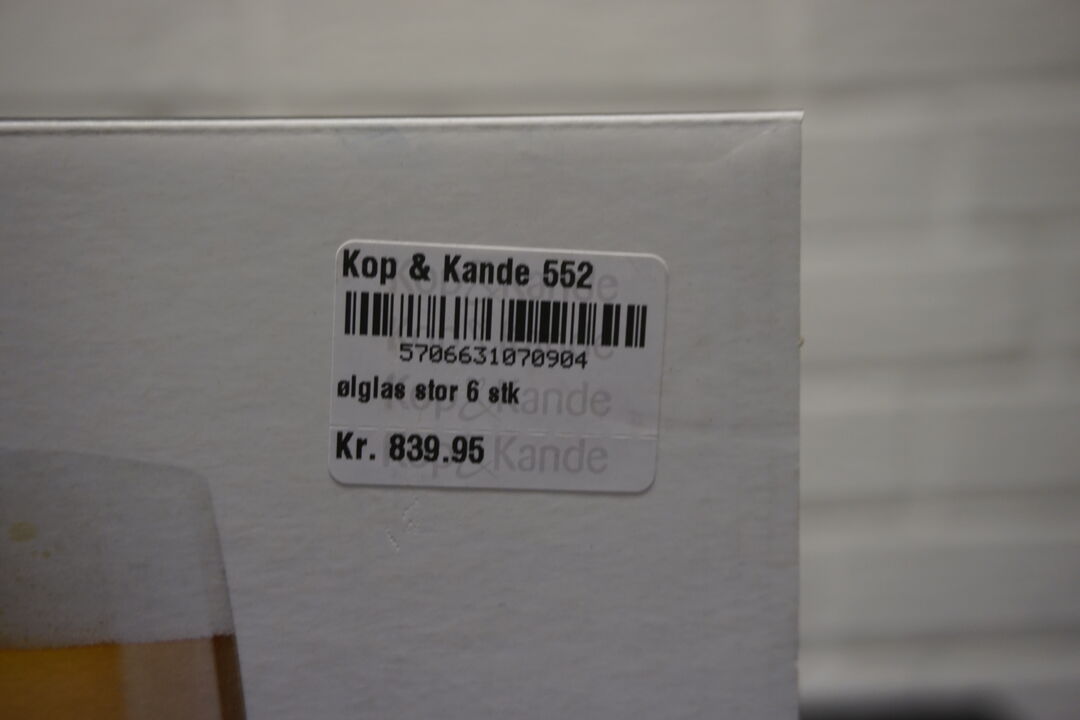 Kop & Kande 552
5706631070904
ølglas stor 6 stk
Kr. 839.95